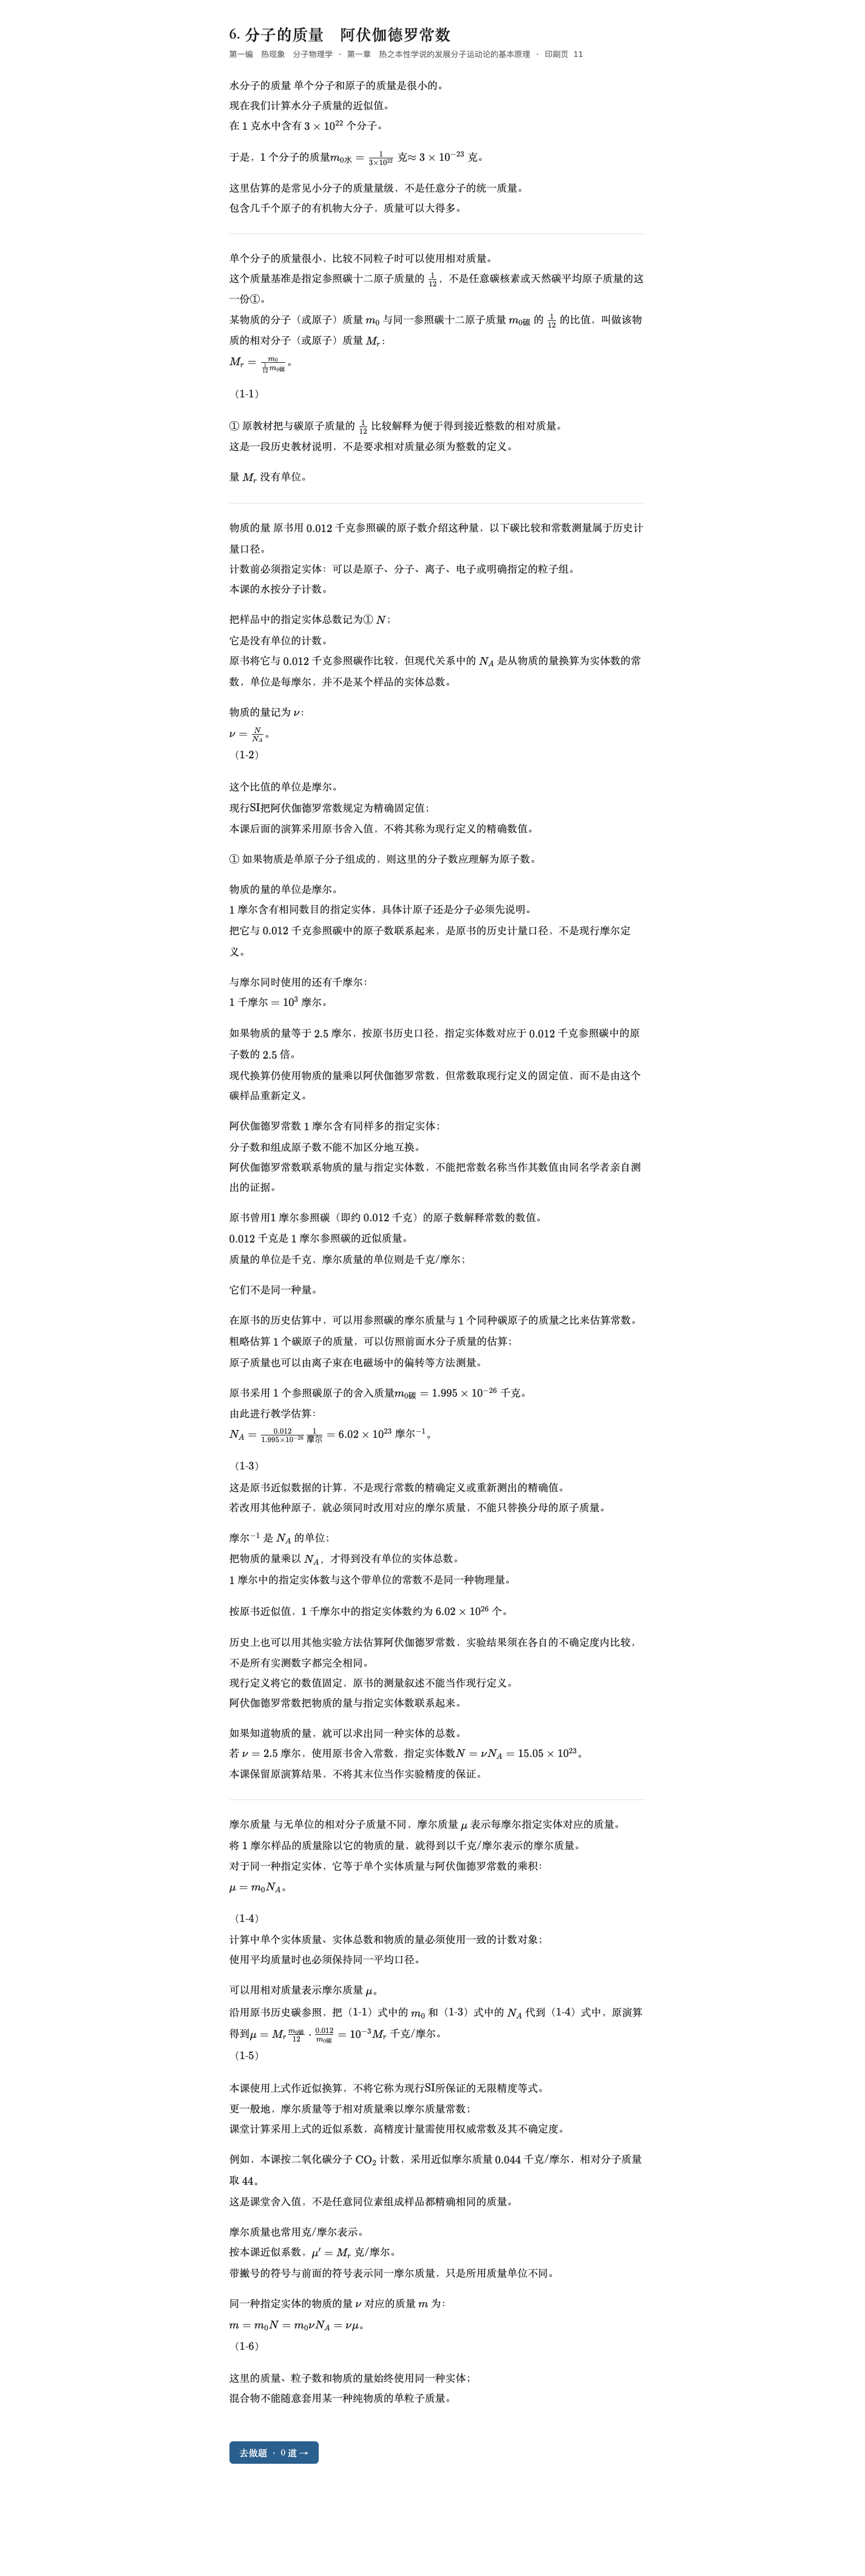 6. 分子的质量　阿伏伽德罗常数
第一编　热现象　分子物理学 · 第一章　热之本性学说的发展分子运动论的基本原理 · 印刷页 11
水分子的质量 单个分子和原子的质量是很小的。
现在我们计算水分子质量的近似值。
在 1 克水中含有 3 × 10²² 个分子。
于是，1 个分子的质量m₀水 = 1/(3×10²²) 克≈ 3 × 10⁻²³ 克。
这里估算的是常见小分子的质量量级，不是任意分子的统一质量。
包含几千个原子的有机物大分子，质量可以大得多。
单个分子的质量很小，比较不同粒子时可以使用相对质量。
这个质量基准是指定参照碳十二原子质量的 1/12，不是任意碳核素或天然碳平均原子质量的这
一份①。
某物质的分子（或原子）质量 m₀ 与同一参照碳十二原子质量 m₀碳 的 1/12 的比值，叫做该物
质的相对分子（或原子）质量 Mᵣ：
Mᵣ = m₀/(1/12 m₀碳)。
（1-1）
① 原教材把与碳原子质量的 1/12 比较解释为便于得到接近整数的相对质量。
这是一段历史教材说明，不是要求相对质量必须为整数的定义。
量 Mᵣ 没有单位。
物质的量 原书用 0.012 千克参照碳的原子数介绍这种量，以下碳比较和常数测量属于历史计
量口径。
计数前必须指定实体：可以是原子、分子、离子、电子或明确指定的粒子组。
本课的水按分子计数。
把样品中的指定实体总数记为① N；
它是没有单位的计数。
原书将它与 0.012 千克参照碳作比较，但现代关系中的 N_A 是从物质的量换算为实体数的常
数，单位是每摩尔，并不是某个样品的实体总数。
物质的量记为 ν：
ν = N/N_A。
（1-2）
这个比值的单位是摩尔。
现行SI把阿伏伽德罗常数规定为精确固定值；
本课后面的演算采用原书舍入值，不将其称为现行定义的精确数值。
① 如果物质是单原子分子组成的，则这里的分子数应理解为原子数。
物质的量的单位是摩尔。
1 摩尔含有相同数目的指定实体，具体计原子还是分子必须先说明。
把它与 0.012 千克参照碳中的原子数联系起来，是原书的历史计量口径，不是现行摩尔定
义。
与摩尔同时使用的还有千摩尔：
1 千摩尔 = 10³ 摩尔。
如果物质的量等于 2.5 摩尔，按原书历史口径，指定实体数对应于 0.012 千克参照碳中的原
子数的 2.5 倍。
现代换算仍使用物质的量乘以阿伏伽德罗常数，但常数取现行定义的固定值，而不是由这个
碳样品重新定义。
阿伏伽德罗常数 1 摩尔含有同样多的指定实体；
分子数和组成原子数不能不加区分地互换。
阿伏伽德罗常数联系物质的量与指定实体数，不能把常数名称当作其数值由同名学者亲自测
出的证据。
原书曾用1 摩尔参照碳（即约 0.012 千克）的原子数解释常数的数值。
0.012 千克是 1 摩尔参照碳的近似质量。
质量的单位是千克，摩尔质量的单位则是千克/摩尔；
它们不是同一种量。
在原书的历史估算中，可以用参照碳的摩尔质量与 1 个同种碳原子的质量之比来估算常数。
粗略估算 1 个碳原子的质量，可以仿照前面水分子质量的估算；
原子质量也可以由离子束在电磁场中的偏转等方法测量。
原书采用 1 个参照碳原子的舍入质量m₀碳 = 1.995 × 10⁻²⁶ 千克。
由此进行教学估算：
N_A = 0.012/(1.995×10⁻²⁶) 1/摩尔 = 6.02 × 10²³ 摩尔⁻¹。
（1-3）
这是原书近似数据的计算，不是现行常数的精确定义或重新测出的精确值。
若改用其他种原子，就必须同时改用对应的摩尔质量，不能只替换分母的原子质量。
摩尔⁻¹ 是 N_A 的单位；
把物质的量乘以 N_A，才得到没有单位的实体总数。
1 摩尔中的指定实体数与这个带单位的常数不是同一种物理量。
按原书近似值，1 千摩尔中的指定实体数约为 6.02 × 10²⁶ 个。
历史上也可以用其他实验方法估算阿伏伽德罗常数，实验结果须在各自的不确定度内比较，
不是所有实测数字都完全相同。
现行定义将它的数值固定，原书的测量叙述不能当作现行定义。
阿伏伽德罗常数把物质的量与指定实体数联系起来。
如果知道物质的量，就可以求出同一种实体的总数。
若 ν = 2.5 摩尔，使用原书舍入常数，指定实体数N = νN_A = 15.05 × 10²³。
本课保留原演算结果，不将其末位当作实验精度的保证。
摩尔质量 与无单位的相对分子质量不同，摩尔质量 μ 表示每摩尔指定实体对应的质量。
将 1 摩尔样品的质量除以它的物质的量，就得到以千克/摩尔表示的摩尔质量。
对于同一种指定实体，它等于单个实体质量与阿伏伽德罗常数的乘积：
μ = m₀N_A。
（1-4）
计算中单个实体质量、实体总数和物质的量必须使用一致的计数对象；
使用平均质量时也必须保持同一平均口径。
可以用相对质量表示摩尔质量 μ。
沿用原书历史碳参照，把（1-1）式中的 m₀ 和（1-3）式中的 N_A 代到（1-4）式中，原演算
得到μ = Mᵣ m₀碳/12 · 0.012/m₀碳 = 10⁻³Mᵣ 千克/摩尔。
（1-5）
本课使用上式作近似换算，不将它称为现行SI所保证的无限精度等式。
更一般地，摩尔质量等于相对质量乘以摩尔质量常数；
课堂计算采用上式的近似系数，高精度计量需使用权威常数及其不确定度。
例如，本课按二氧化碳分子 CO₂ 计数，采用近似摩尔质量 0.044 千克/摩尔，相对分子质量
取 44。
这是课堂舍入值，不是任意同位素组成样品都精确相同的质量。
摩尔质量也常用克/摩尔表示。
按本课近似系数，μ′ = Mᵣ 克/摩尔。
带撇号的符号与前面的符号表示同一摩尔质量，只是所用质量单位不同。
同一种指定实体的物质的量 ν 对应的质量 m 为：
m = m₀N = m₀νN_A = νμ。
（1-6）
这里的质量、粒子数和物质的量始终使用同一种实体；
混合物不能随意套用某一种纯物质的单粒子质量。
去做题 · 0 道 →